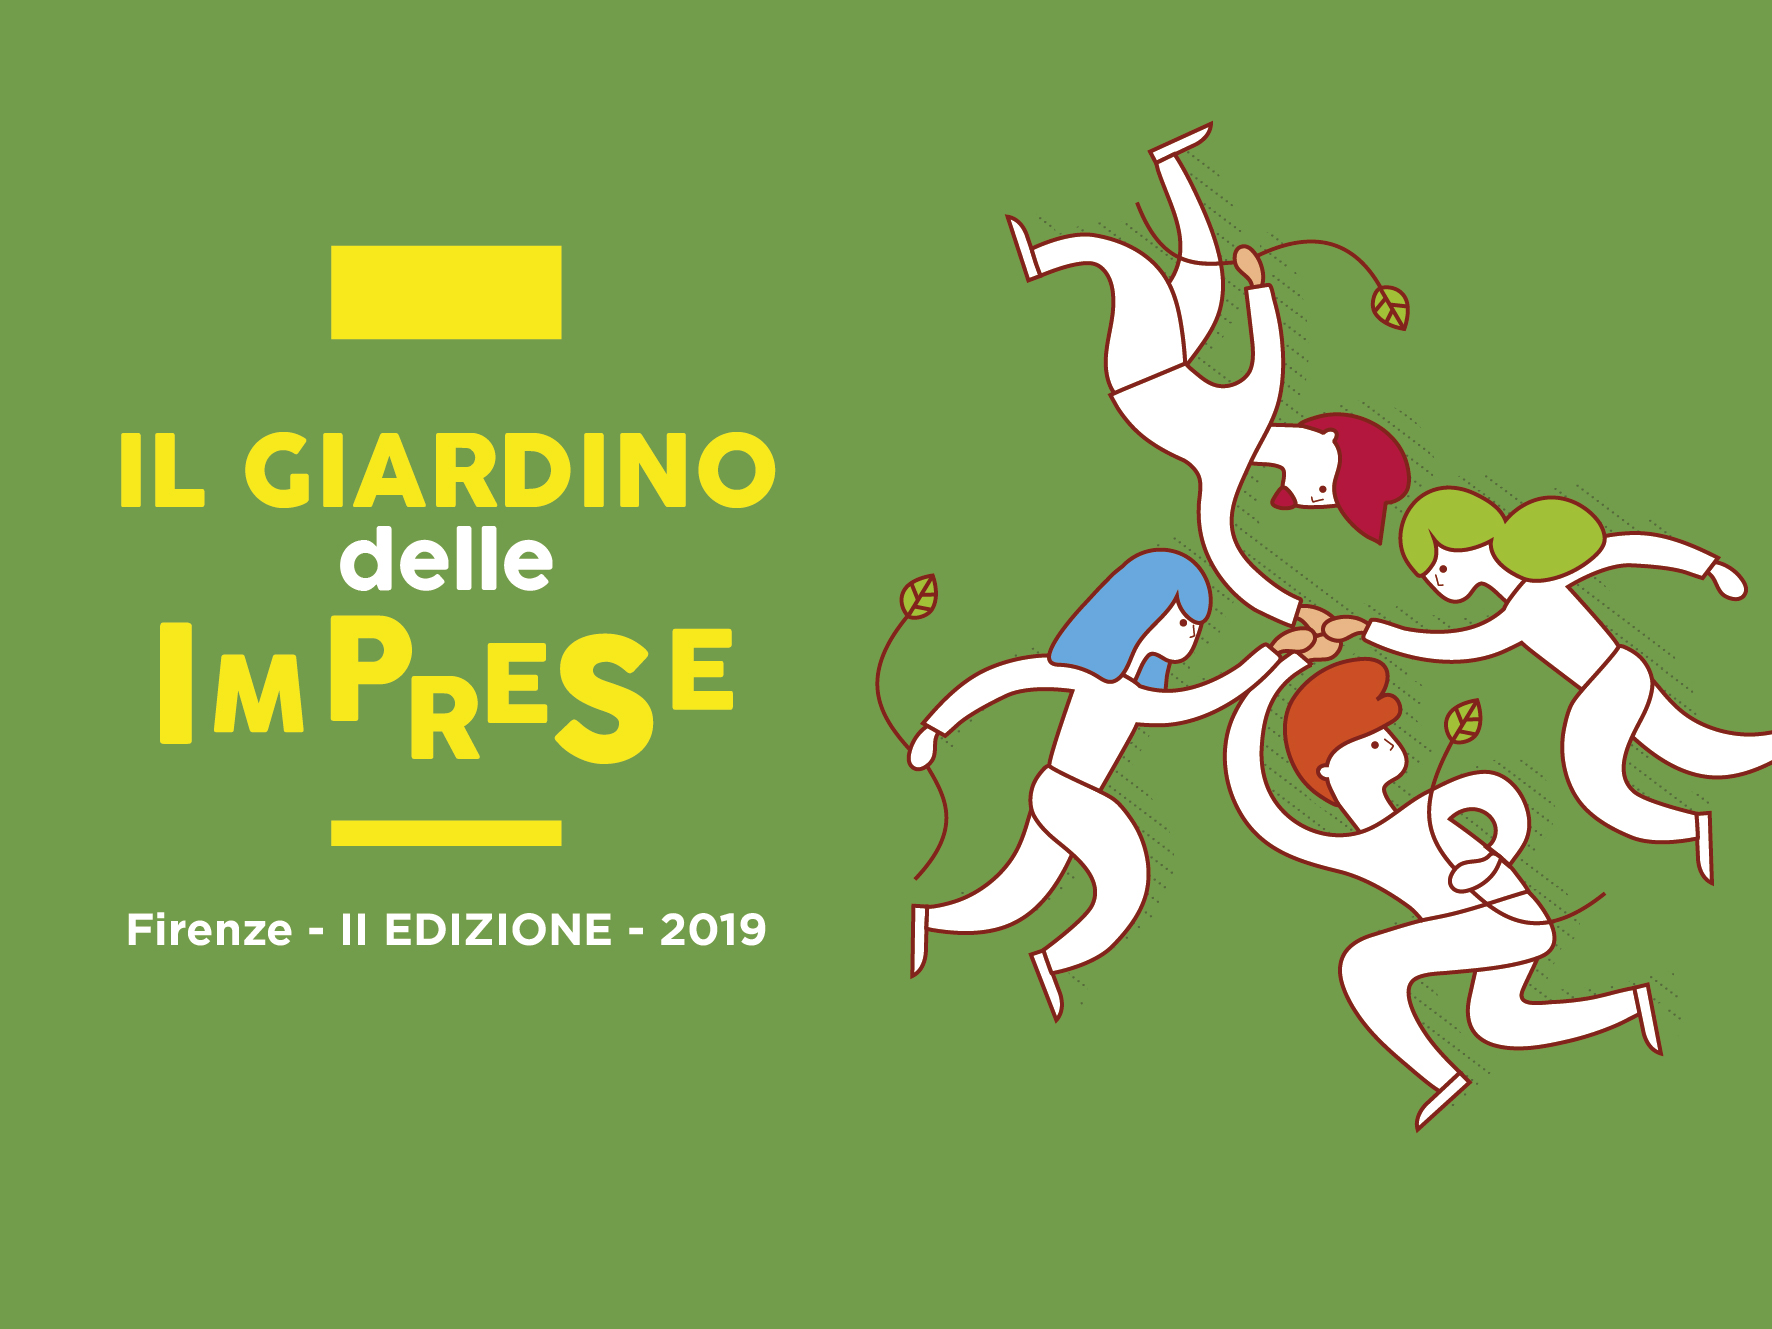 IL GIARDINO
delle
IMPRESE
Firenze - II EDIZIONE - 2019